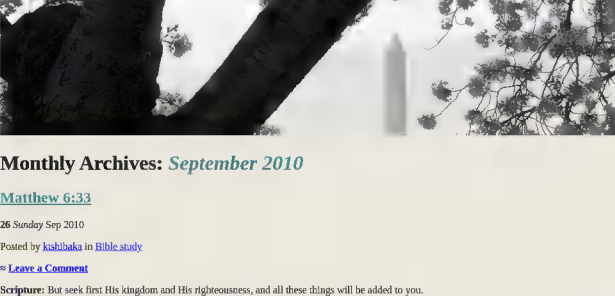 Monthly Archives: September 2010
Matthew 6:33
26 Sunday Sep 2010
Posted by ktshibaka in Bible study
≈ Leave a Comment
Scripture: But seek first His kingdom and His righteousness, and all these things will be added to you.